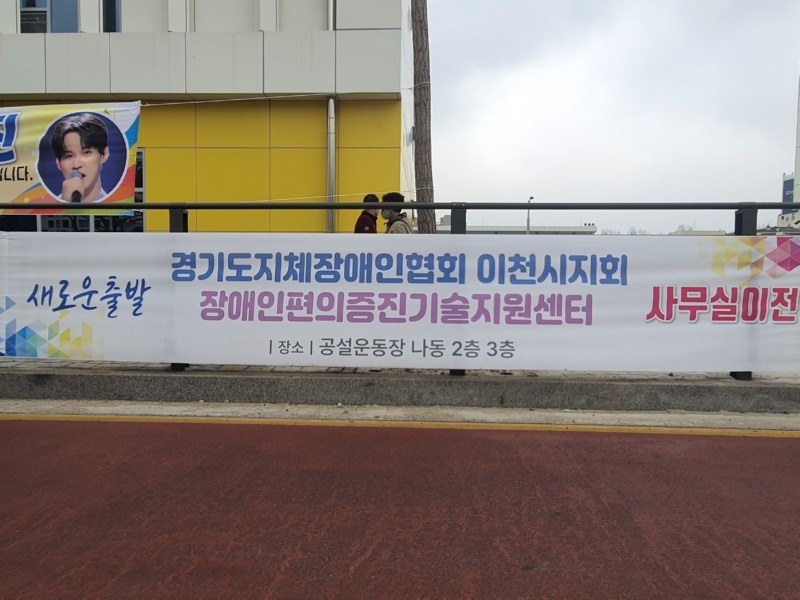 니다.
새로운출발
경기도지체장애인협회 이천시지회
장애인편의증진기술지원센터
사무실이전
| 장소 | 공설운동장 나동 2층 3층